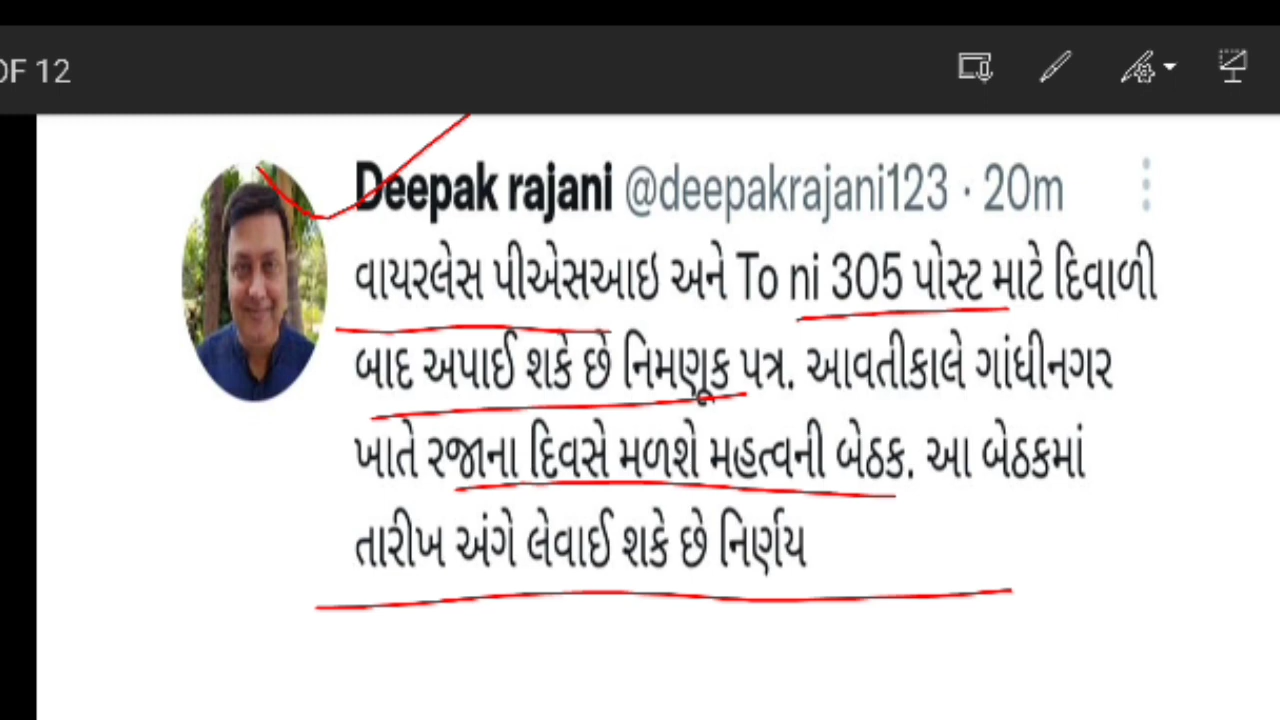 OF 12
Deepak rajani @deepakrajani123 · 20m
વાયરલેસ પીએસઆઇ અને To ni 305 પોસ્ટ માટે દિવાળી
બાદ અપાઈ શકે છે નિમણૂક પત્ર. આવતીકાલે ગાંધીનગર
ખાતે રજાના દિવસે મળશે મહત્વની બેઠક. આ બેઠકમાં
તારીખ અંગે લેવાઈ શકે છે નિર્ણય